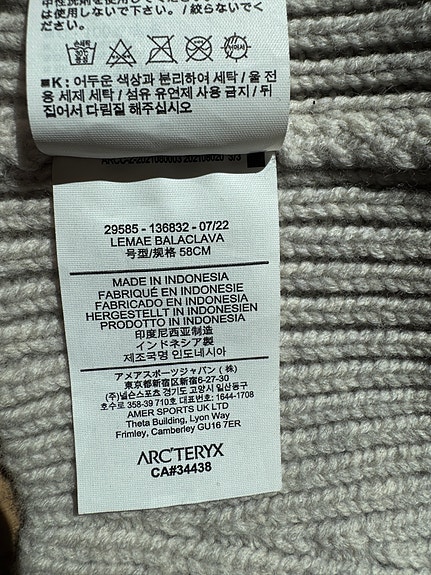 は使用しないで下さい。/ 絞らないでく
ださい。
■K : 어두운 색상과 분리하여 세탁 / 울 전
용 세제 세탁 / 섬유 유연제 사용 금지 / 뒤
집어서 다림질 해주십시오
3/3
29585 - 136832 - 07/22
LEMAE BALACLAVA
号型/规格 58CM
MADE IN INDONESIA
FABRIQUÉ EN INDONESIE
FABRICADO EN INDONESIA
HERGESTELLT IN INDONESIEN
PRODOTTO IN INDONESIA
印度尼西亚制造
インドネシア製
제조국명 인도네시아
アメアスポーツジャパン ( 株 )
東京都新宿区新宿6-27-30
(주)넬슨스포츠 경기도 고양시 일산동구
호수로 358-39 710호 대표번호: 1644-1708
AMER SPORTS UK LTD
Theta Building, Lyon Way
Frimley, Camberley GU16 7ER
ARC'TERYX
CA#34438